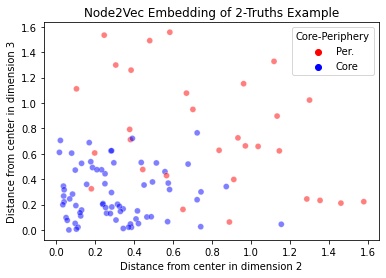 Node2Vec Embedding of 2-Truths Example
Core-Periphery
Per.
Core
Distance from center in dimension 3
1.6
1.4
1.2
1.0
0.8
0.6
0.4
0.2
0.0
0.0 0.2 0.4 0.6 0.8 1.0 1.2 1.4 1.6
Distance from center in dimension 2